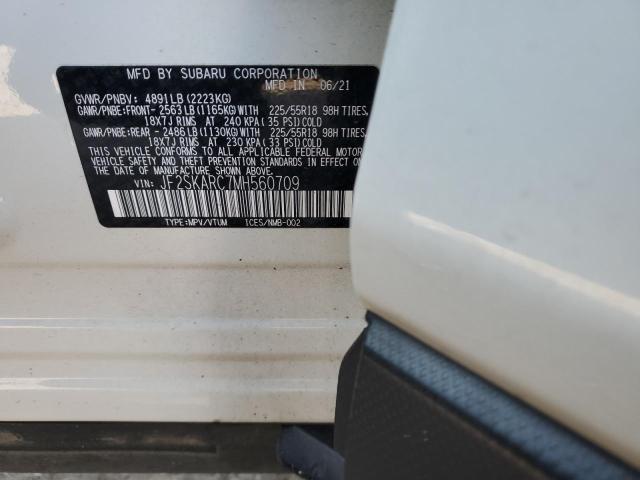 MFD BY SUBARU CORPORATION
MFD IN 06/21
GVWR/PNBV: 4891LB(2223KG)
GAWR/PNBE:FRONT- 2563LB(1165KG)WITH 225/55R18 98H TIRES,
18X7J RIMS AT 240 KPA(35 PSI)COLD
GAWR/PNBE:REAR - 2486LB(1130KG)WITH 225/55R18 98H TIRES,
18X7J RIMS AT 230 KPA(33 PSI)COLD
THIS VEHICLE CONFORMS TO ALL APPLICABLE FEDERAL MOTOR
VEHICLE SAFETY AND THEFT PREVENTION STANDARDS IN EFFECT
ON THE DATE OF MANUFACTURE SHOWN ABOVE.
VEHICLE IDENTIFICATION NO.
JF2SKARC7MH560709
TYPE:MPV/VTUM ICES/NMB-002